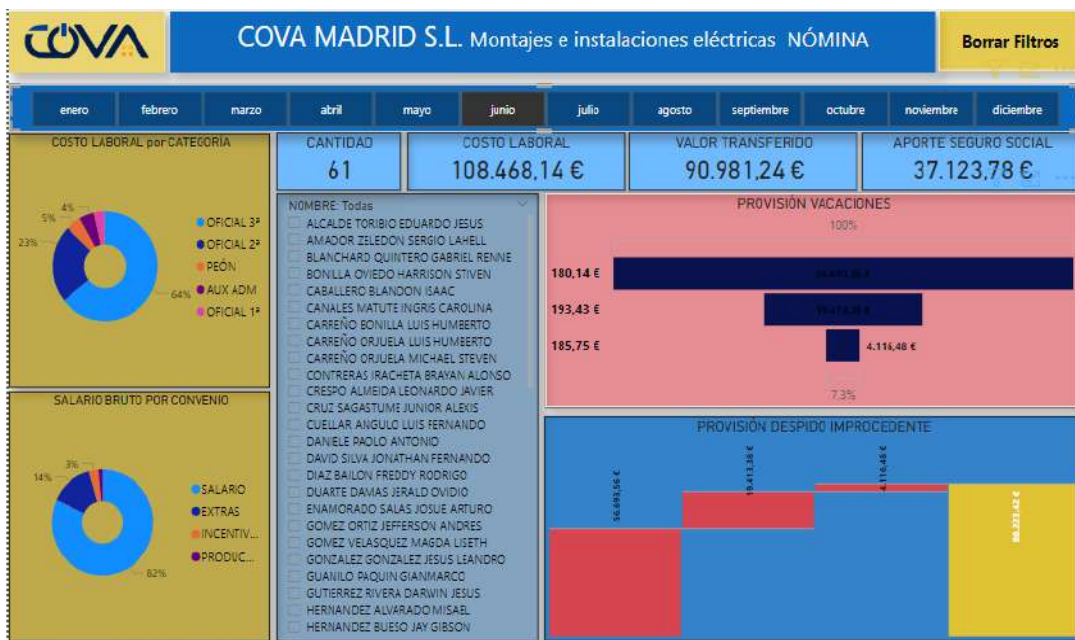 COVA
COVA MADRID S.L. Montajes e instalaciones eléctricas NÓMINA
Borrar Filtros
enero febrero marzo abril mayo junio julio agosto septiembre octubre noviembre diciembre
COSTO LABORAL por CATEGORÍA
4%
5%
23%
64%
OFICIAL 3ª
OFICIAL 2ª
PEÓN
AUX ADM
OFICIAL 1ª
CANTIDAD
61
COSTO LABORAL
108.468,14 €
VALOR TRANSFERIDO
90.981,24 €
APORTE SEGURO SOCIAL
37.123,78 €
NOMBRE: Todas
ALCALDE TORIBIO EDUARDO JESUS
AMADOR ZELEDON SERGIO LAHELL
BLANCHARD QUINTERO GABRIEL RENNE
BONILLA OVIEDO HARRISON STIVEN
CABALLERO BLANDON ISAAC
CANALES MATUTE INGRIS CAROLINA
CARREÑO BONILLA LUIS HUMBERTO
CARREÑO ORJUELA LUIS HUMBERTO
CARREÑO ORJUELA MICHAEL STEVEN
CONTRERAS IRACHETA BRAYAN ALONSO
CRESPO ALMEIDA LEONARDO JAVIER
CRUZ SAGASTUME JUNIOR ALEXIS
CUELLAR ANGULO LUIS FERNANDO
DANIELE PAOLO ANTONIO
DAVID SILVA JONATHAN FERNANDO
DIAZ BAILON FREDDY RODRIGO
DUARTE DAMAS JERALD OVIDIO
ENAMORADO SALAS JOSUE ARTURO
GOMEZ ORTIZ JEFFERSON ANDRES
GOMEZ VELASQUEZ MAGDA LISETH
GONZALEZ GONZALEZ JESUS LEANDRO
GUANILO PAQUIN GIANMARCO
GUTIERREZ RIVERA DARWIN JESUS
HERNANDEZ ALVARADO MISAEL
HERNANDEZ BUESO JAY GIBSON
PROVISIÓN VACACIONES
100%
180,14 €
193,43 €
185,75 €
4.116,48 €
7,3%
SALARIO BRUTO POR CONVENIO
3%
14%
82%
SALARIO
EXTRAS
INCENTIV...
PRODUC...
PROVISIÓN DESPIDO IMPROCEDENTE
56.693,56 €
19.413,38 €
4.116,48 €
80.223,42 €